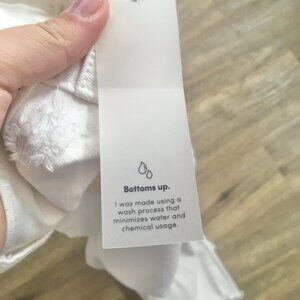 Bottoms up.
I was made using a
wash process that
minimizes water and
chemical usage.